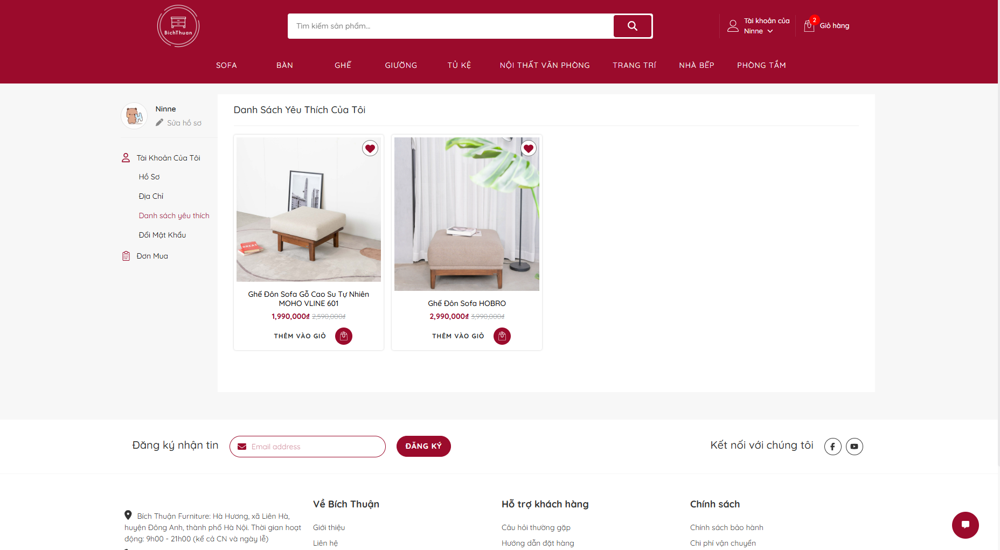 BichThuan
Tìm kiếm sản phẩm...
Tài khoản của
Ninne
2
Giỏ hàng
SOFA
BÀN
GHẾ
GIƯỜNG
TỦ KỆ
NỘI THẤT VĂN PHÒNG
TRANG TRÍ
NHÀ BẾP
PHÒNG TẮM
Ninne
Sửa hồ sơ
Tài Khoản Của Tôi
Hồ Sơ
Địa Chỉ
Danh sách yêu thích
Đổi Mật Khẩu
Đơn Mua
Danh Sách Yêu Thích Của Tôi
GREAT
Ghế Đôn Sofa Gỗ Cao Su Tự Nhiên
MOHO VLINE 601
1,990,000₫ 2,590,000₫
THÊM VÀO GIỎ
Ghế Đôn Sofa HOBRO
2,990,000₫ 3,990,000₫
THÊM VÀO GIỎ
Đăng ký nhận tin
Email address
ĐĂNG KÝ
Kết nối với chúng tôi
Bích Thuận Furniture: Hà Hương, xã Liên Hà,
huyện Đông Anh, thành phố Hà Nội. Thời gian hoạt
động: 9h00 - 21h00 (kể cả CN và ngày lễ)
Về Bích Thuận
Giới thiệu
Liên hệ
Hỗ trợ khách hàng
Câu hỏi thường gặp
Hướng dẫn đặt hàng
Chính sách
Chính sách bảo hành
Chi phí vận chuyển